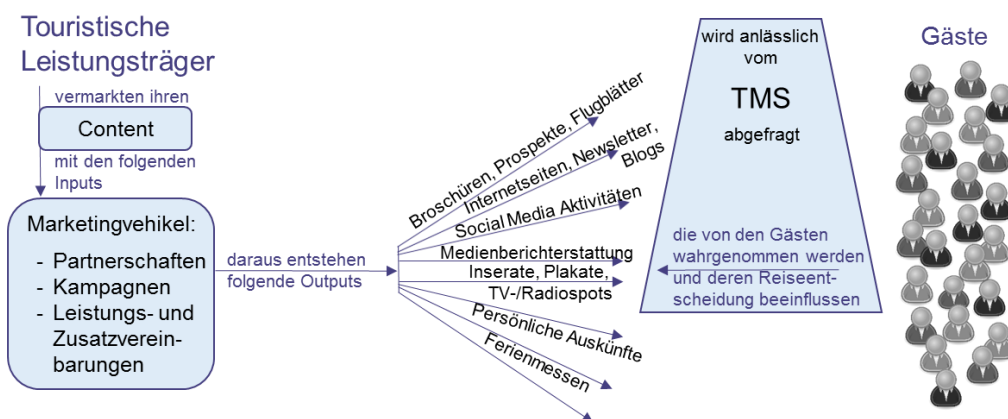 Touristische
Leistungsträger
vermarkten ihren
Content
mit den folgenden
Inputs
Marketingvehikel:
- Partnerschaften
- Kampagnen
- Leistungs- und
Zusatzverein-
barungen
daraus entstehen
folgende Outputs
Broschüren, Prospekte, Flugblätter
Internetseiten, Newsletter,
Blogs
Social Media Aktivitäten
Medienberichterstattung
Inserate, Plakate,
TV-/Radiospots
Persönliche Auskünfte
Ferienmessen
wird anlässlich
vom
TMS
abgefragt
die von den Gästen
wahrgenommen werden
und deren Reiseent-
scheidung beeinflussen
Gäste